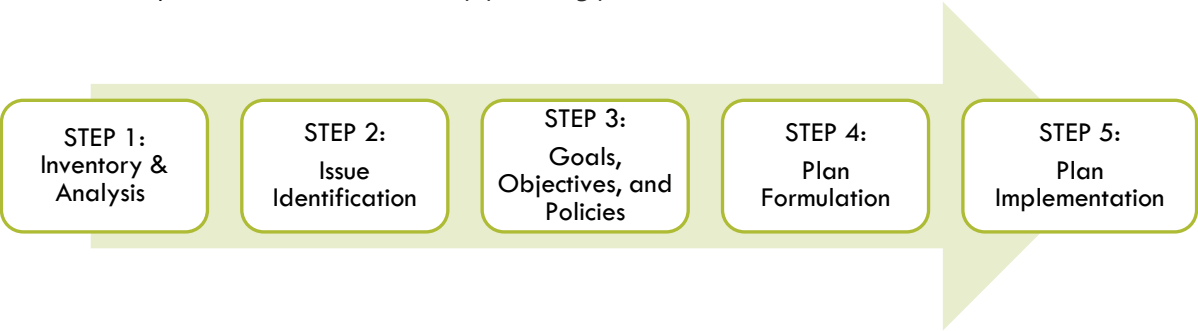 STEP 1:
Inventory &
Analysis
STEP 2:
Issue
Identification
STEP 3:
Goals,
Objectives, and
Policies
STEP 4:
Plan
Formulation
STEP 5:
Plan
Implementation